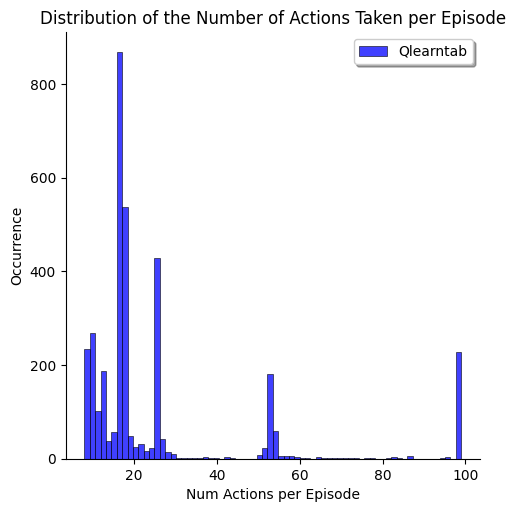 Distribution of the Number of Actions Taken per Episode
Qlearntab
800
600
400
200
0
Occurrence
20 40 60 80 100
Num Actions per Episode